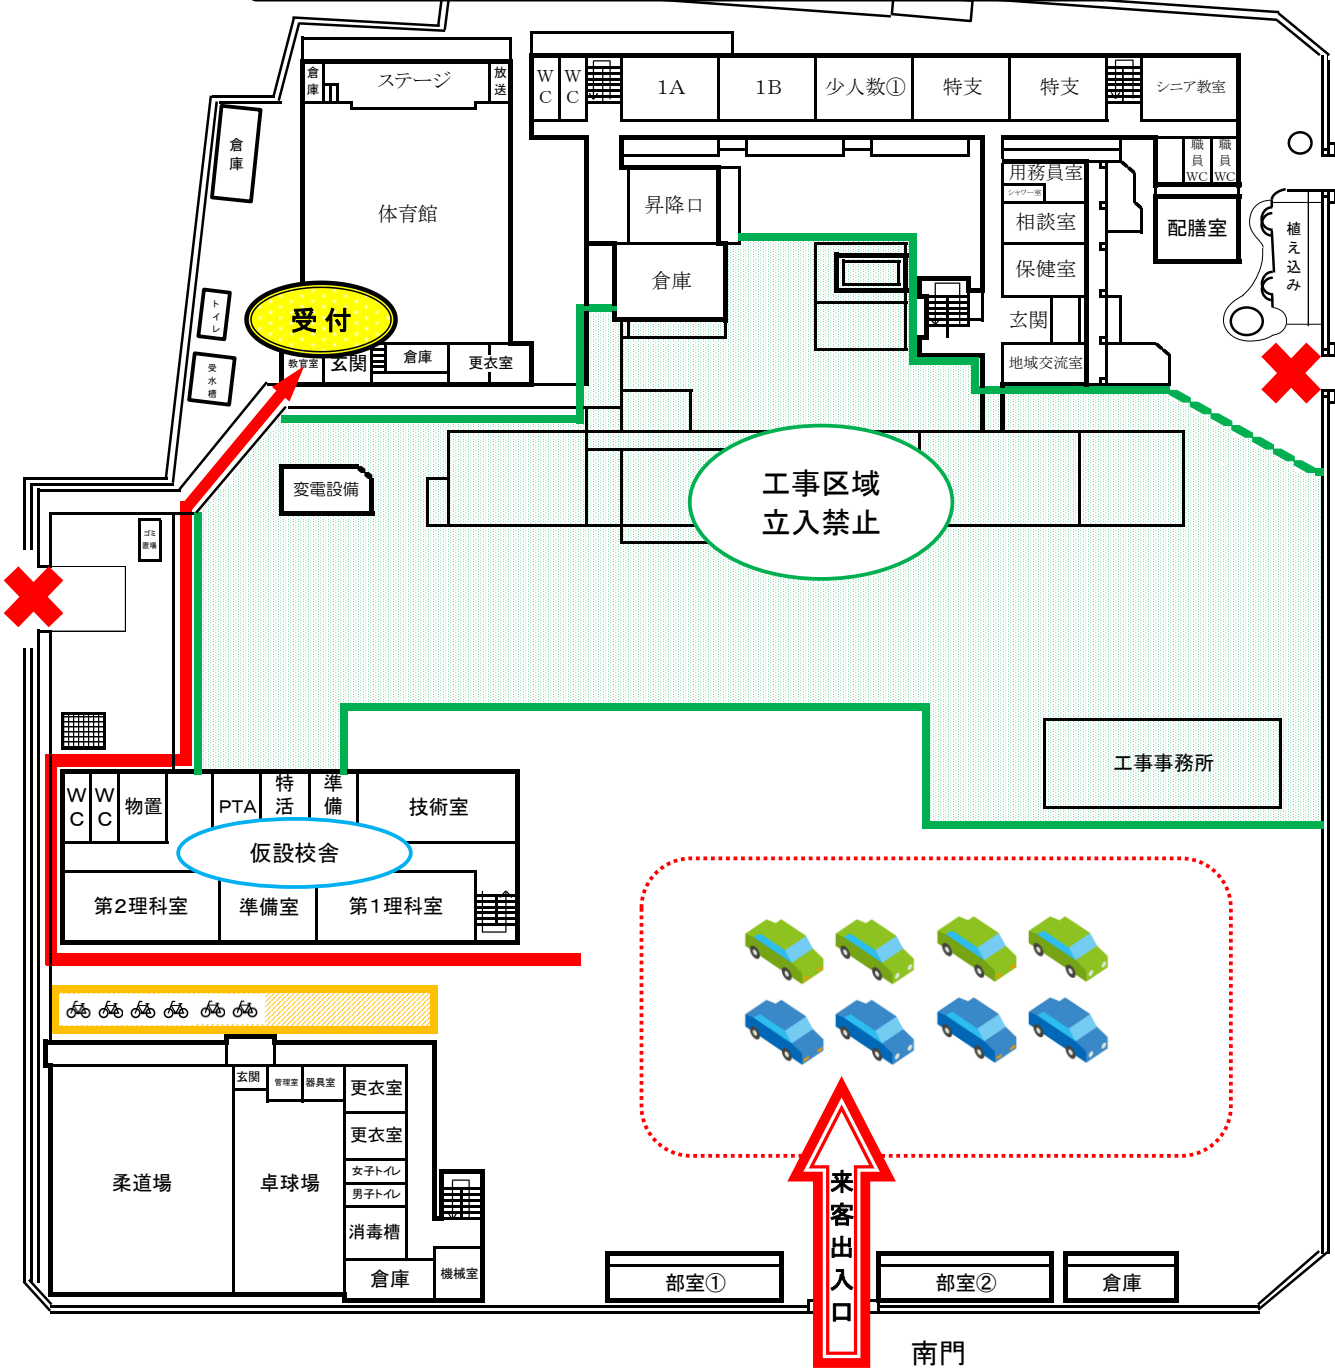 倉庫
ステージ
放送
WC
WC
1A
1B
少人数①
特支
特支
シニア教室
倉庫
体育館
昇降口
倉庫
用務員室
シャワー室
相談室
保健室
玄関
地域交流室
職員WC
職員WC
配膳室
植え込み
トイレ
受水槽
受付
教官室
玄関
倉庫
更衣室
変電設備
工事区域
立入禁止
ゴミ
置場
工事事務所
WC
WC
物置
PTA
特活
準備
技術室
仮設校舎
第2理科室
準備室
第1理科室
玄関
管理室
器具室
更衣室
更衣室
女子トイレ
男子トイレ
消毒槽
柔道場
卓球場
倉庫
機械室
来客出入口
部室①
部室②
倉庫
南門